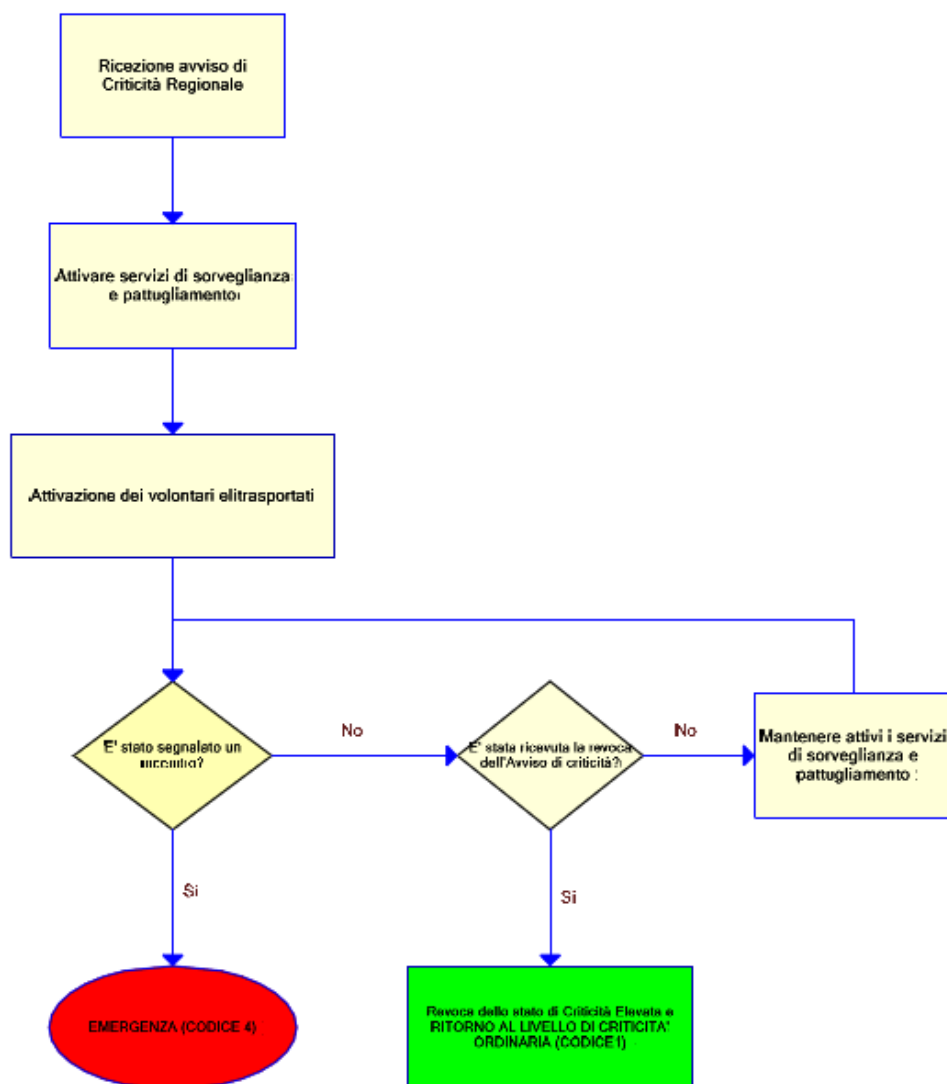 Ricezione avviso di
Criticità Regionale
Attivare servizi di sorveglianza
e pattugliamento
Attivazione dei volontari elitrasportati
E' stato segnalato un
incendio?
No
E' stata ricevuta la revoca
dell'Avviso di criticità?
No
Mantenere attivi i servizi
di sorveglianza e
pattugliamento :
Si
Si
EMERGENZA (CODICE 4)
Revoca dello stato di Criticità Elevata e
RITORNO AL LIVELLO DI CRITICITA'
ORDINARIA (CODICE1)